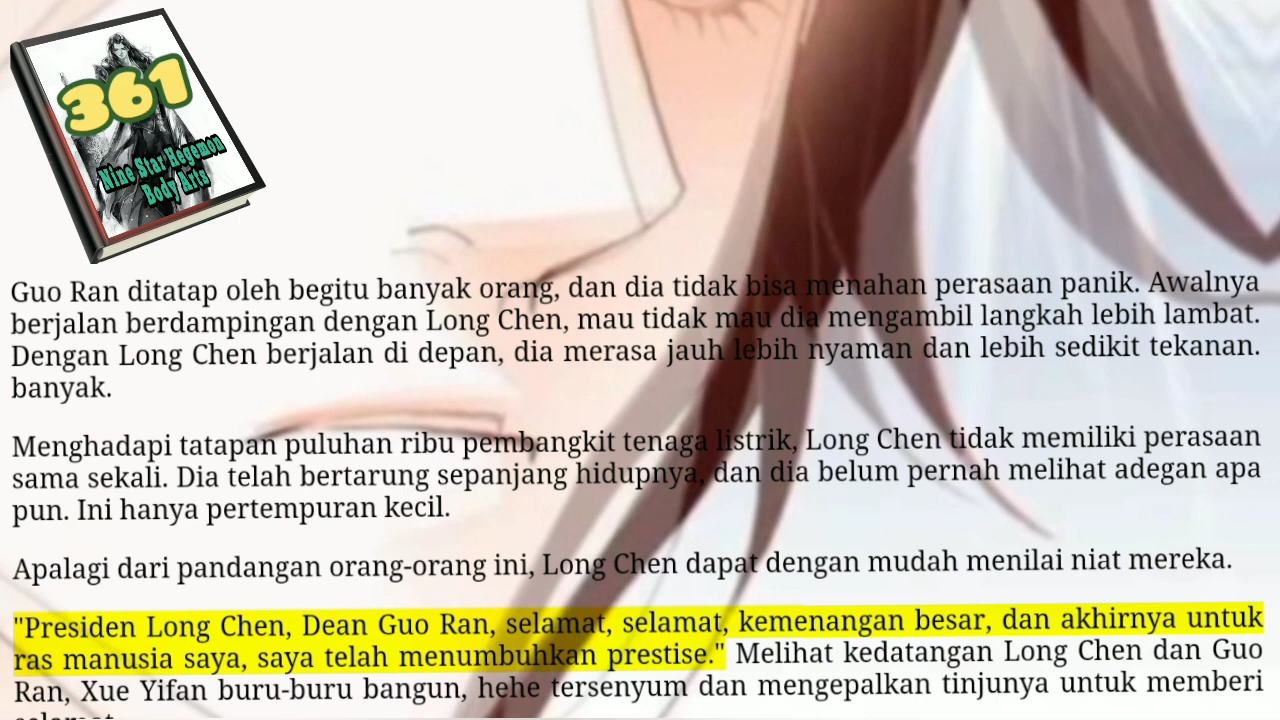 361
Nine Star Hegemon
Body Arts
Guo Ran ditatap oleh begitu banyak orang, dan dia tidak bisa menahan perasaan panik. Awalnya
berjalan berdampingan dengan Long Chen, mau tidak mau dia mengambil langkah lebih lambat.
Dengan Long Chen berjalan di depan, dia merasa jauh lebih nyaman dan lebih sedikit tekanan.
banyak.
Menghadapi tatapan puluhan ribu pembangkit tenaga listrik, Long Chen tidak memiliki perasaan
sama sekali. Dia telah bertarung sepanjang hidupnya, dan dia belum pernah melihat adegan apa
pun. Ini hanya pertempuran kecil.
Apalagi dari pandangan orang-orang ini, Long Chen dapat dengan mudah menilai niat mereka.
"Presiden Long Chen, Dean Guo Ran, selamat, selamat, kemenangan besar, dan akhirnya untuk
ras manusia saya, saya telah menumbuhkan prestise." Melihat kedatangan Long Chen dan Guo
Ran, Xue Yifan buru-buru bangun, hehe tersenyum dan mengepalkan tinjunya untuk memberi